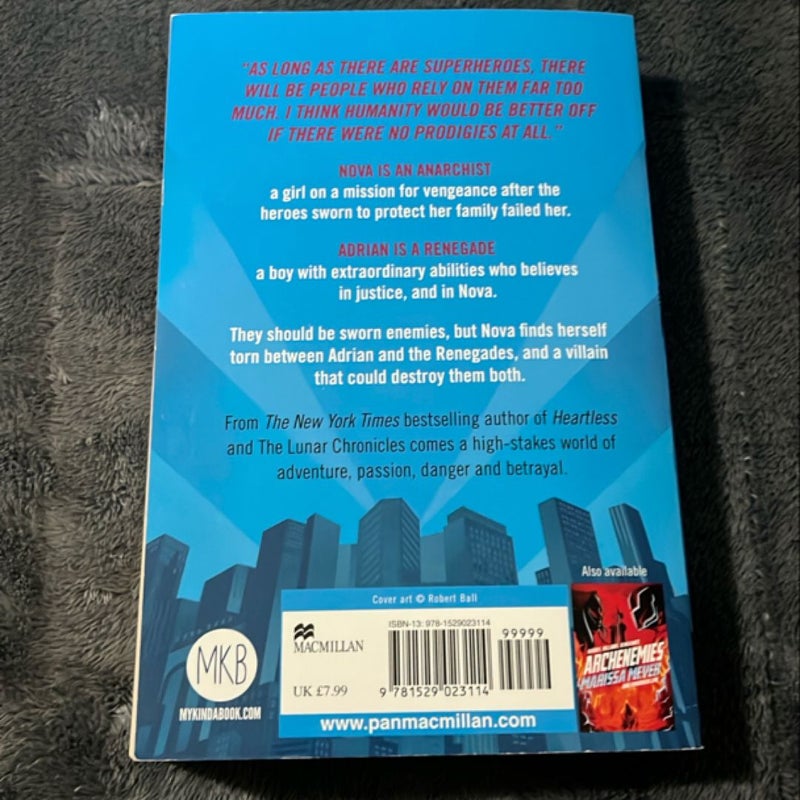 "AS LONG AS THERE ARE SUPERHEROES, THERE
WILL BE PEOPLE WHO RELY ON THEM FAR TOO
MUCH. I THINK HUMANITY WOULD BE BETTER OFF
IF THERE WERE NO PRODIGIES AT ALL."
NOVA IS AN ANARCHIST
a girl on a mission for vengeance after the
heroes sworn to protect her family failed her.
ADRIAN IS A RENEGADE
a boy with extraordinary abilities who believes
in justice, and in Nova.
They should be sworn enemies, but Nova finds herself
torn between Adrian and the Renegades, and a villain
that could destroy them both.
From The New York Times bestselling author of Heartless
and The Lunar Chronicles comes a high-stakes world of
adventure, passion, danger and betrayal.
Also available
ARCHENEMIES
MARISSA MEYER
Cover art © Robert Ball
ISBN-13: 978-1529023114
99999
MACMILLAN
UK £7.99
9 781529 023114
www.panmacmillan.com
MKB
MYKINDABOOK.COM